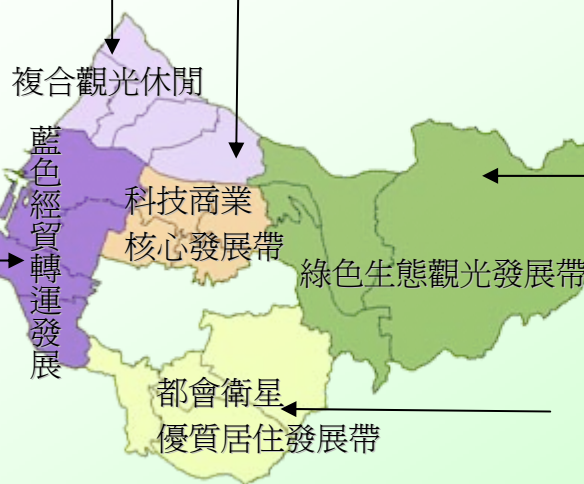 複合觀光休閒
藍色經貿轉運發展
科技商業
核心發展帶
綠色生態觀光發展帶
都會衛星
優質居住發展帶